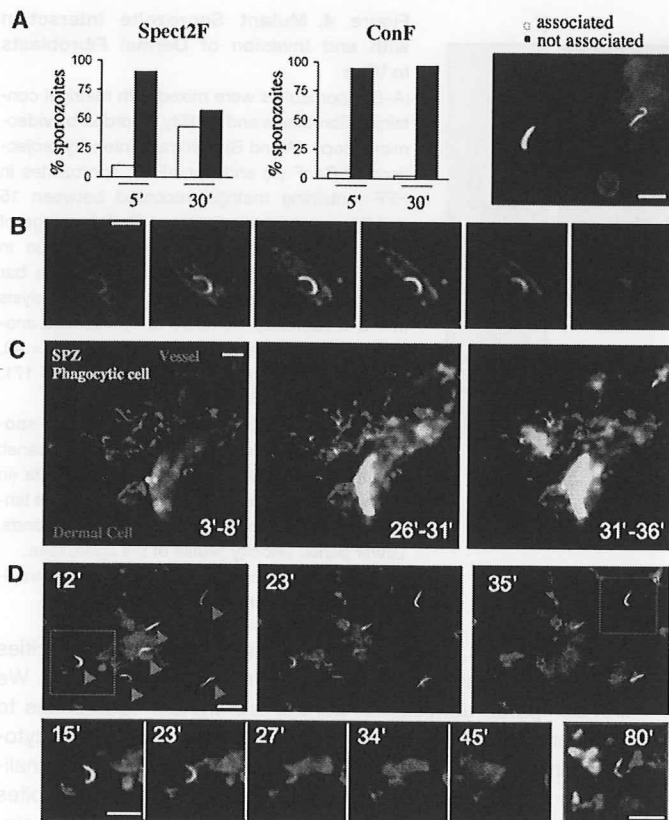 A
Spect2F
ConF
associated
not associated
% sporozoites
100
75
50
25
0
5'
30'
% sporozoites
100
75
50
25
0
5'
30'
B
C
SPZ
Phagocytic cell
Vessel
Dermal Cell
3'-8'
26'-31'
31'-36'
D
12'
23'
35'
15'
23'
27'
34'
45'
80'